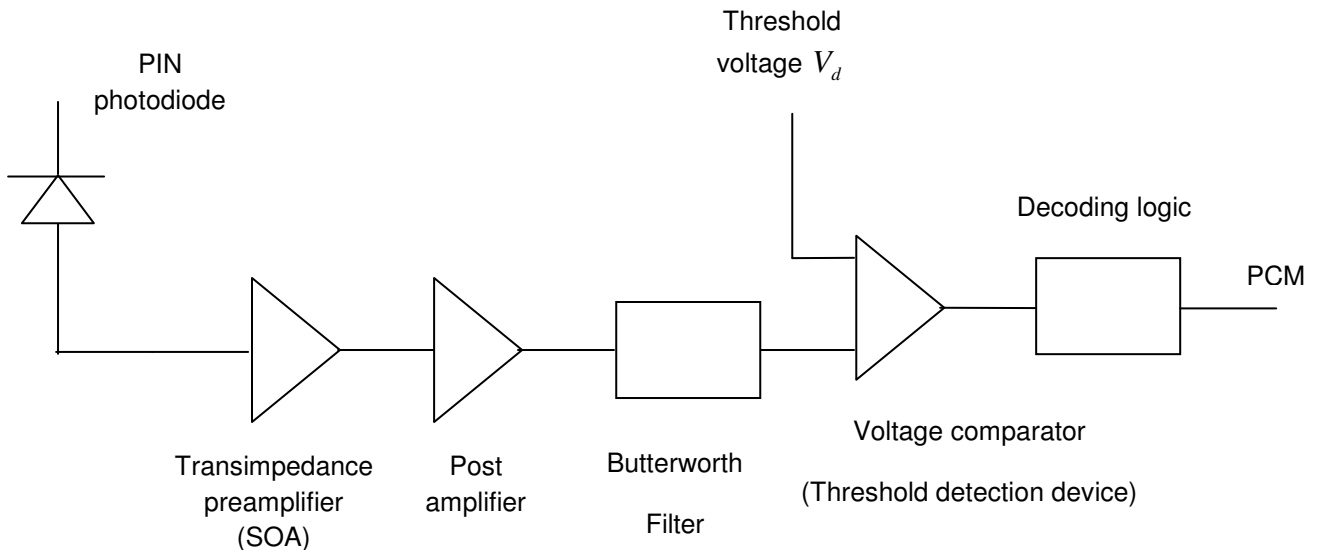 Threshold
voltage V_d
PIN
photodiode
Decoding logic
PCM
Voltage comparator
(Threshold detection device)
Transimpedance
preamplifier
(SOA)
Post
amplifier
Butterworth
Filter